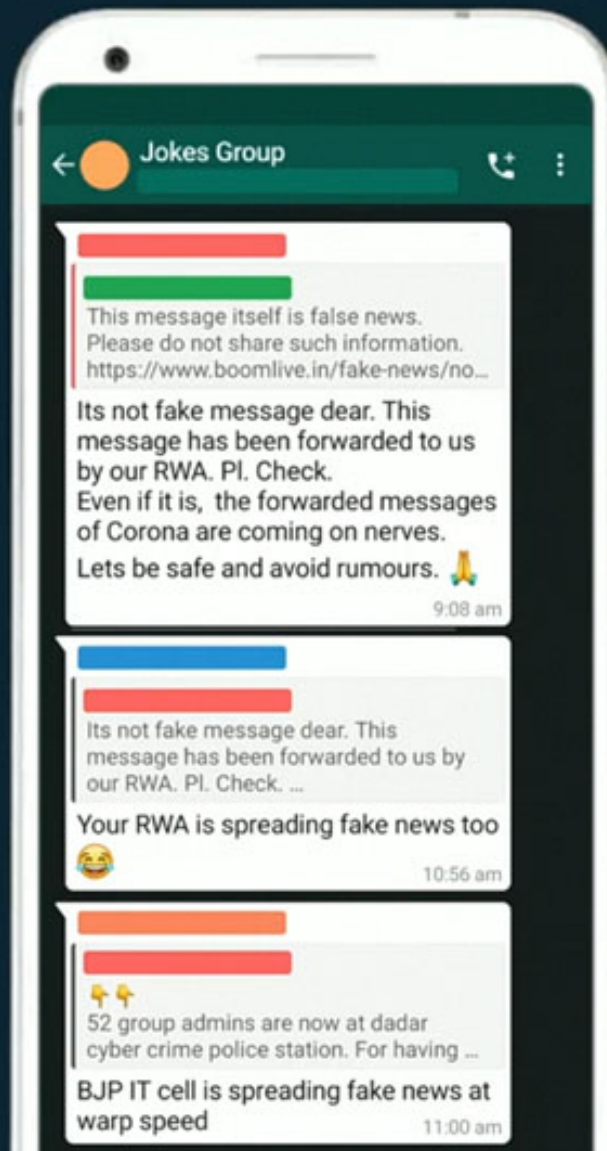 Jokes Group
This message itself is false news.
Please do not share such information.
https://www.boomlive.in/fake-news/no...
Its not fake message dear. This
message has been forwarded to us
by our RWA. Pl. Check.
Even if it is, the forwarded messages
of Corona are coming on nerves.
Lets be safe and avoid rumours. 🙏
9:08 am
Its not fake message dear. This
message has been forwarded to us by
our RWA. Pl. Check. ...
Your RWA is spreading fake news too
😂
10:56 am
👇👇
52 group admins are now at dadar
cyber crime police station. For having ...
BJP IT cell is spreading fake news at
warp speed
11:00 am